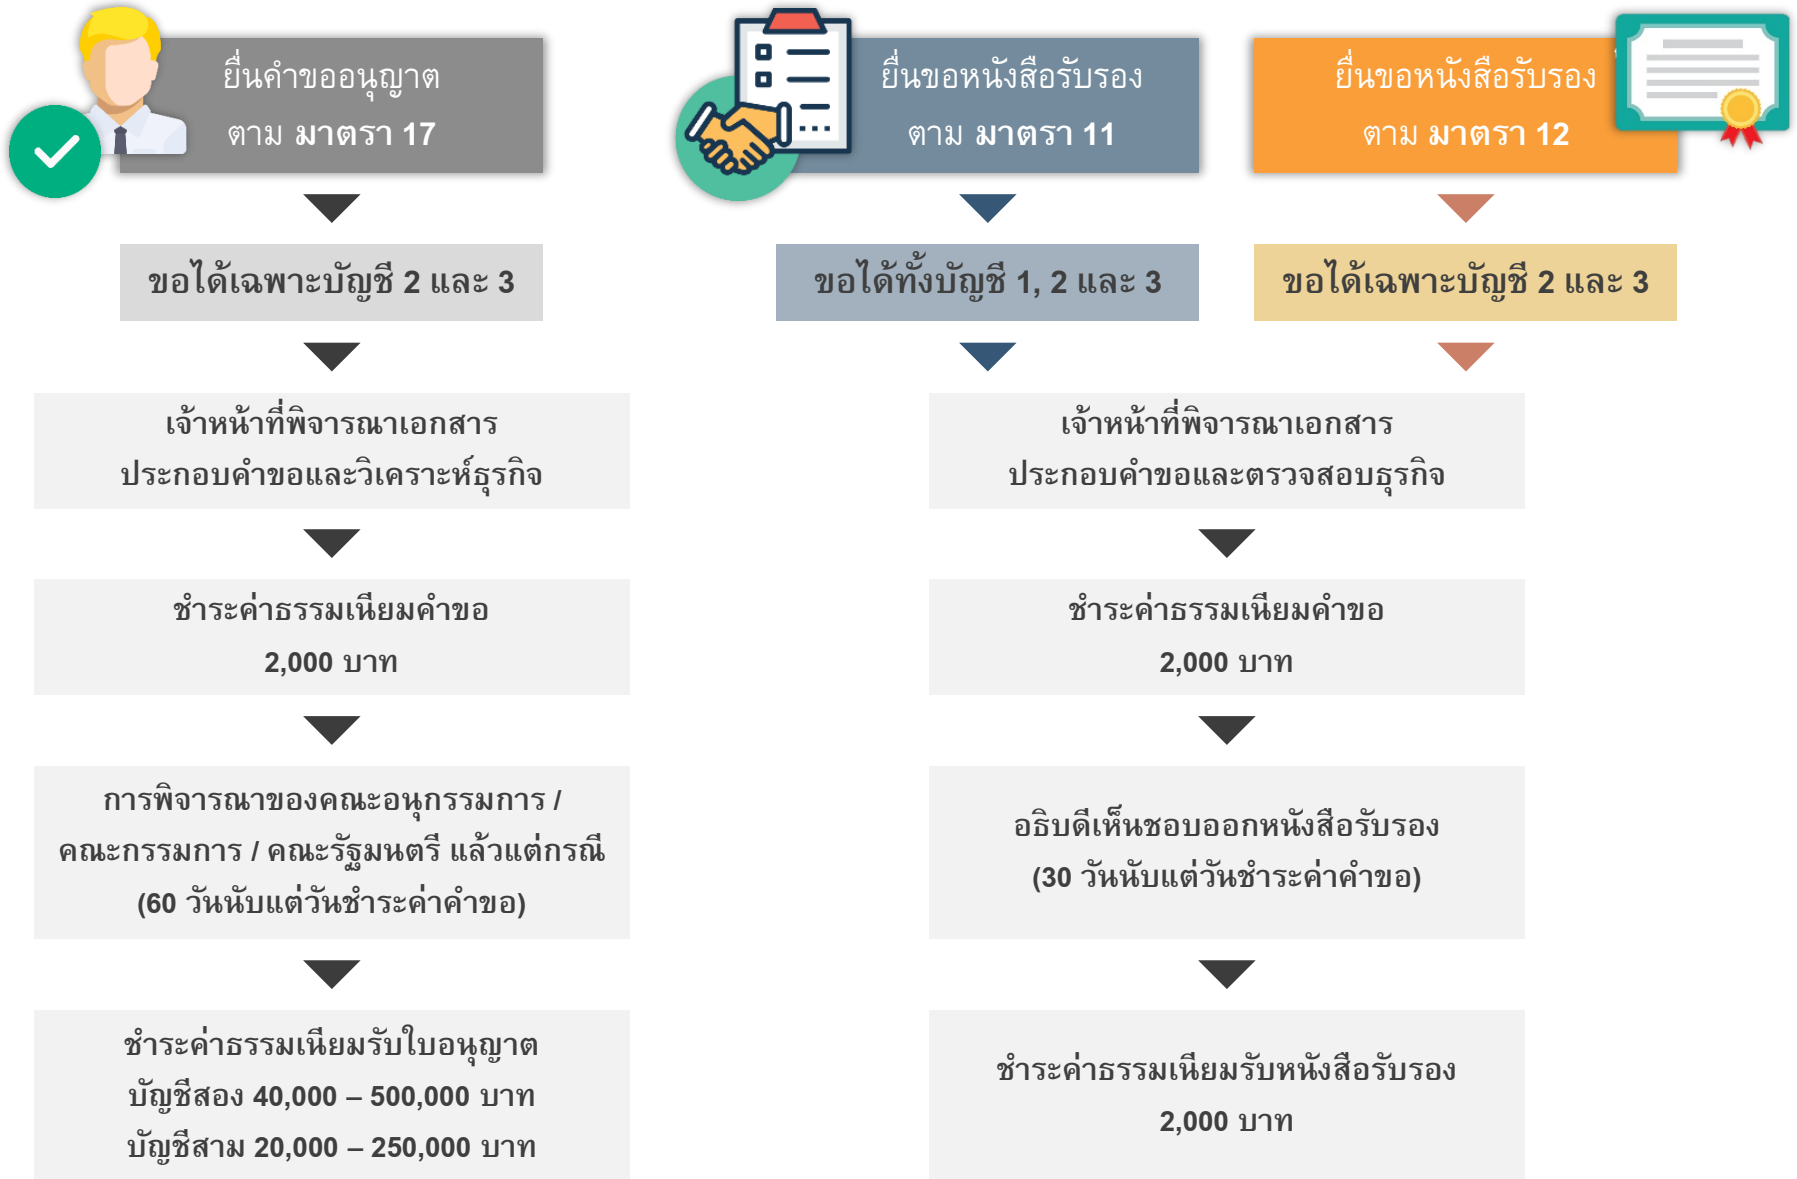 ยื่นคำขออนุญาต
ตาม มาตรา 17
ขอได้เฉพาะบัญชี 2 และ 3
เจ้าหน้าที่พิจารณาเอกสาร
ประกอบคำขอและวิเคราะห์ธุรกิจ
ชำระค่าธรรมเนียมคำขอ
2,000 บาท
การพิจารณาของคณะอนุกรรมการ /
คณะกรรมการ / คณะรัฐมนตรี แล้วแต่กรณี
(60 วันนับแต่วันชำระค่าคำขอ)
ชำระค่าธรรมเนียมรับใบอนุญาต
บัญชีสอง 40,000 – 500,000 บาท
บัญชีสาม 20,000 – 250,000 บาท
ยื่นขอหนังสือรับรอง
ตาม มาตรา 11
ขอได้ทั้งบัญชี 1, 2 และ 3
ยื่นขอหนังสือรับรอง
ตาม มาตรา 12
ขอได้เฉพาะบัญชี 2 และ 3
เจ้าหน้าที่พิจารณาเอกสาร
ประกอบคำขอและตรวจสอบธุรกิจ
ชำระค่าธรรมเนียมคำขอ
2,000 บาท
อธิบดีเห็นชอบออกหนังสือรับรอง
(30 วันนับแต่วันชำระค่าคำขอ)
ชำระค่าธรรมเนียมรับหนังสือรับรอง
2,000 บาท